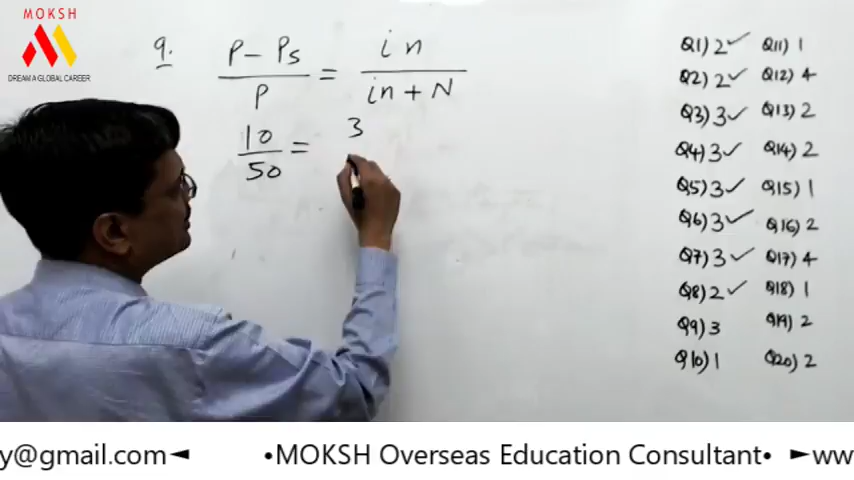 MOKSH
DREAM A GLOBAL CAREER
9.
P - Ps / P = in / in + N
10 / 50 = 3
Q1) 2 ✓
Q2) 2 ✓
Q3) 3 ✓
Q4) 3 ✓
Q5) 3 ✓
Q6) 3 ✓
Q7) 3 ✓
Q8) 2 ✓
Q9) 3
Q10) 1
Q11) 1
Q12) 4
Q13) 2
Q14) 2
Q15) 1
Q16) 2
Q17) 4
Q18) 1
Q19) 2
Q20) 2
y@gmail.com◄ •MOKSH Overseas Education Consultant• ►ww